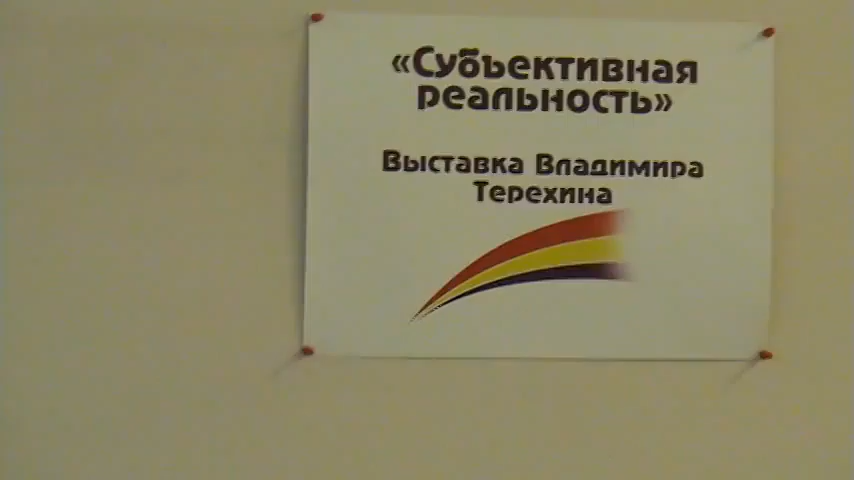 «Субъективная
реальность»
Выставка Владимира
Терехина